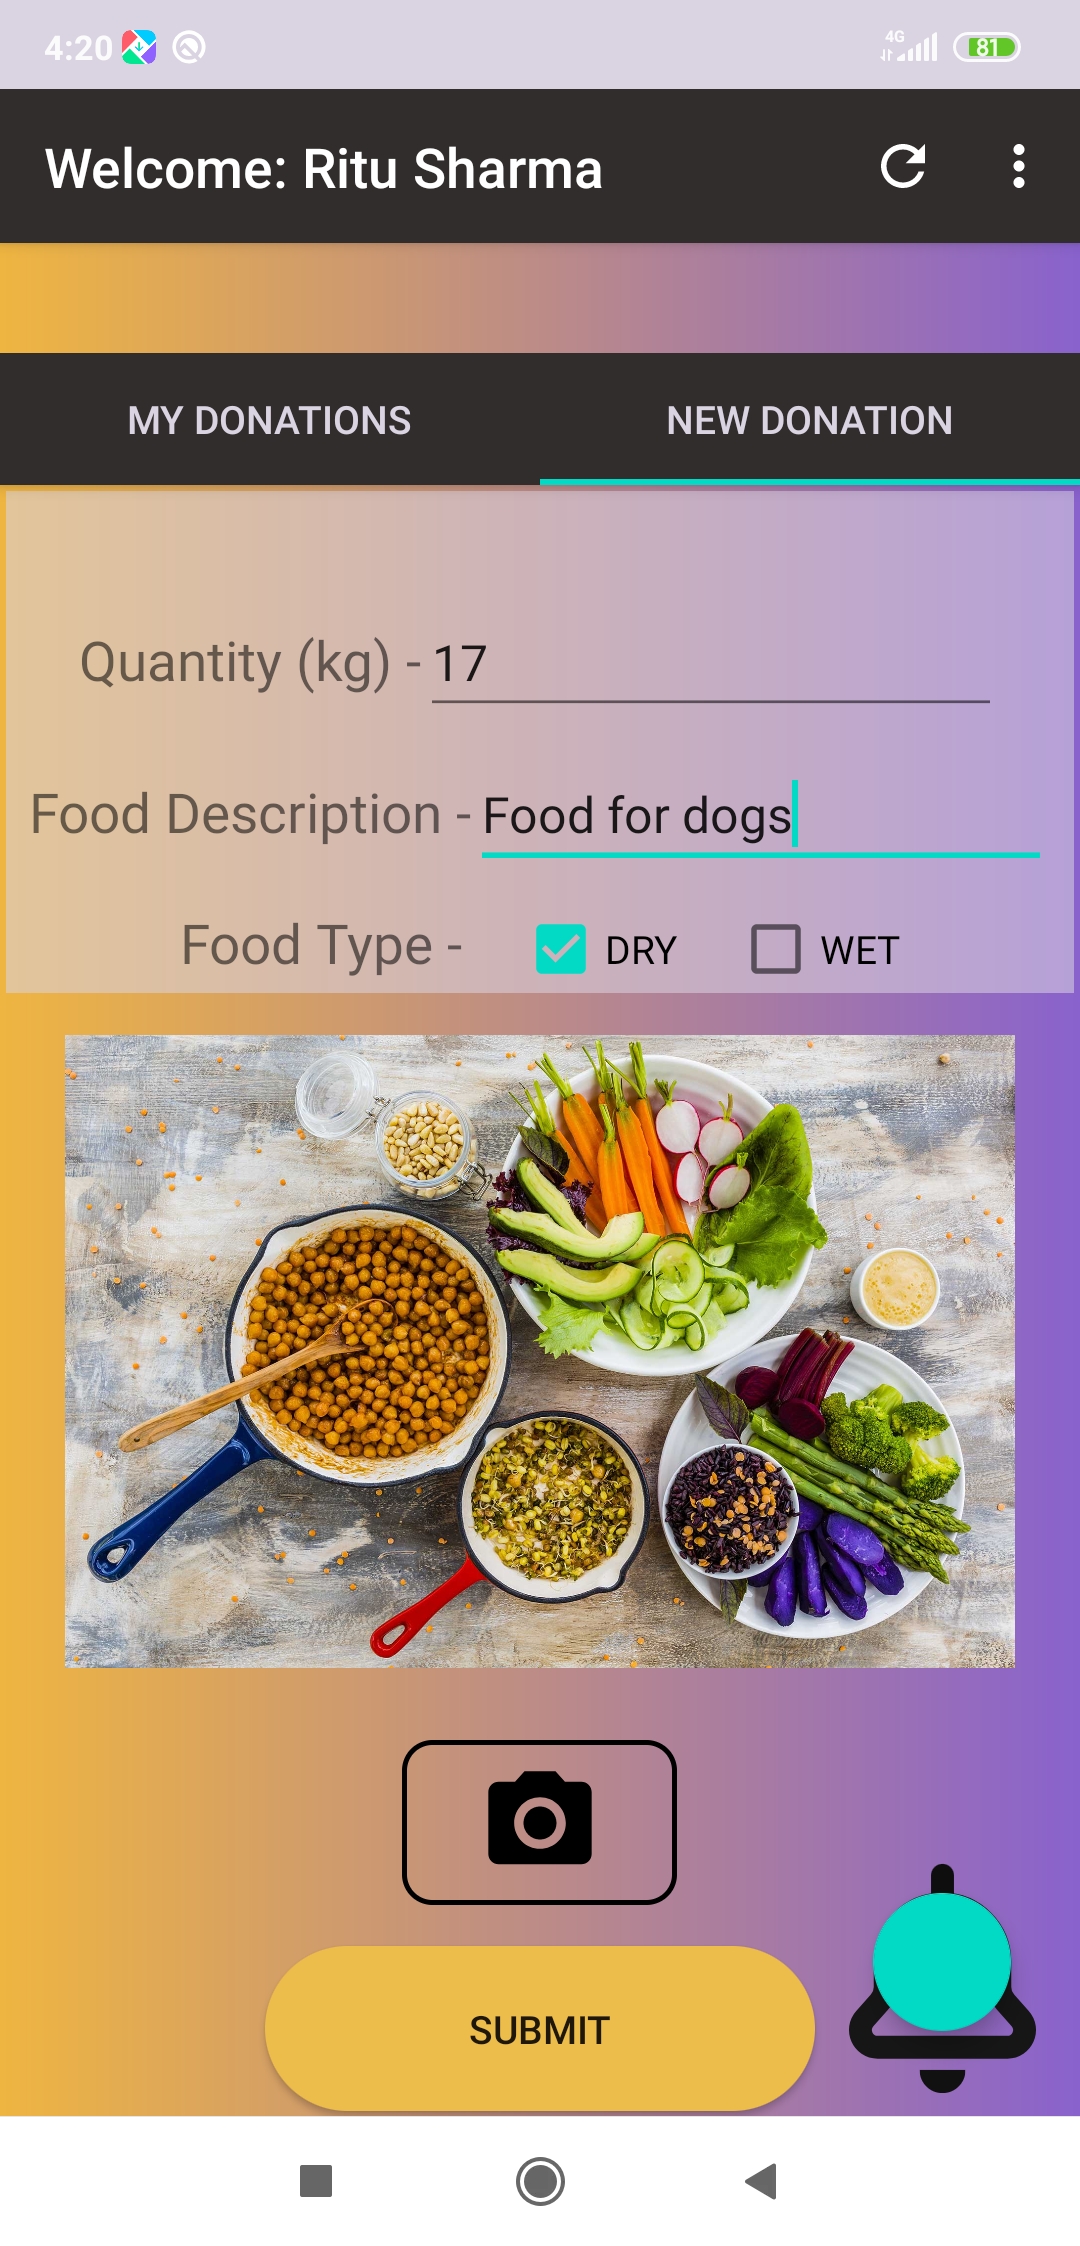 4:20 4G 81
Welcome: Ritu Sharma
MY DONATIONS NEW DONATION
Quantity (kg) - 17
Food Description - Food for dogs
Food Type - DRY WET
SUBMIT